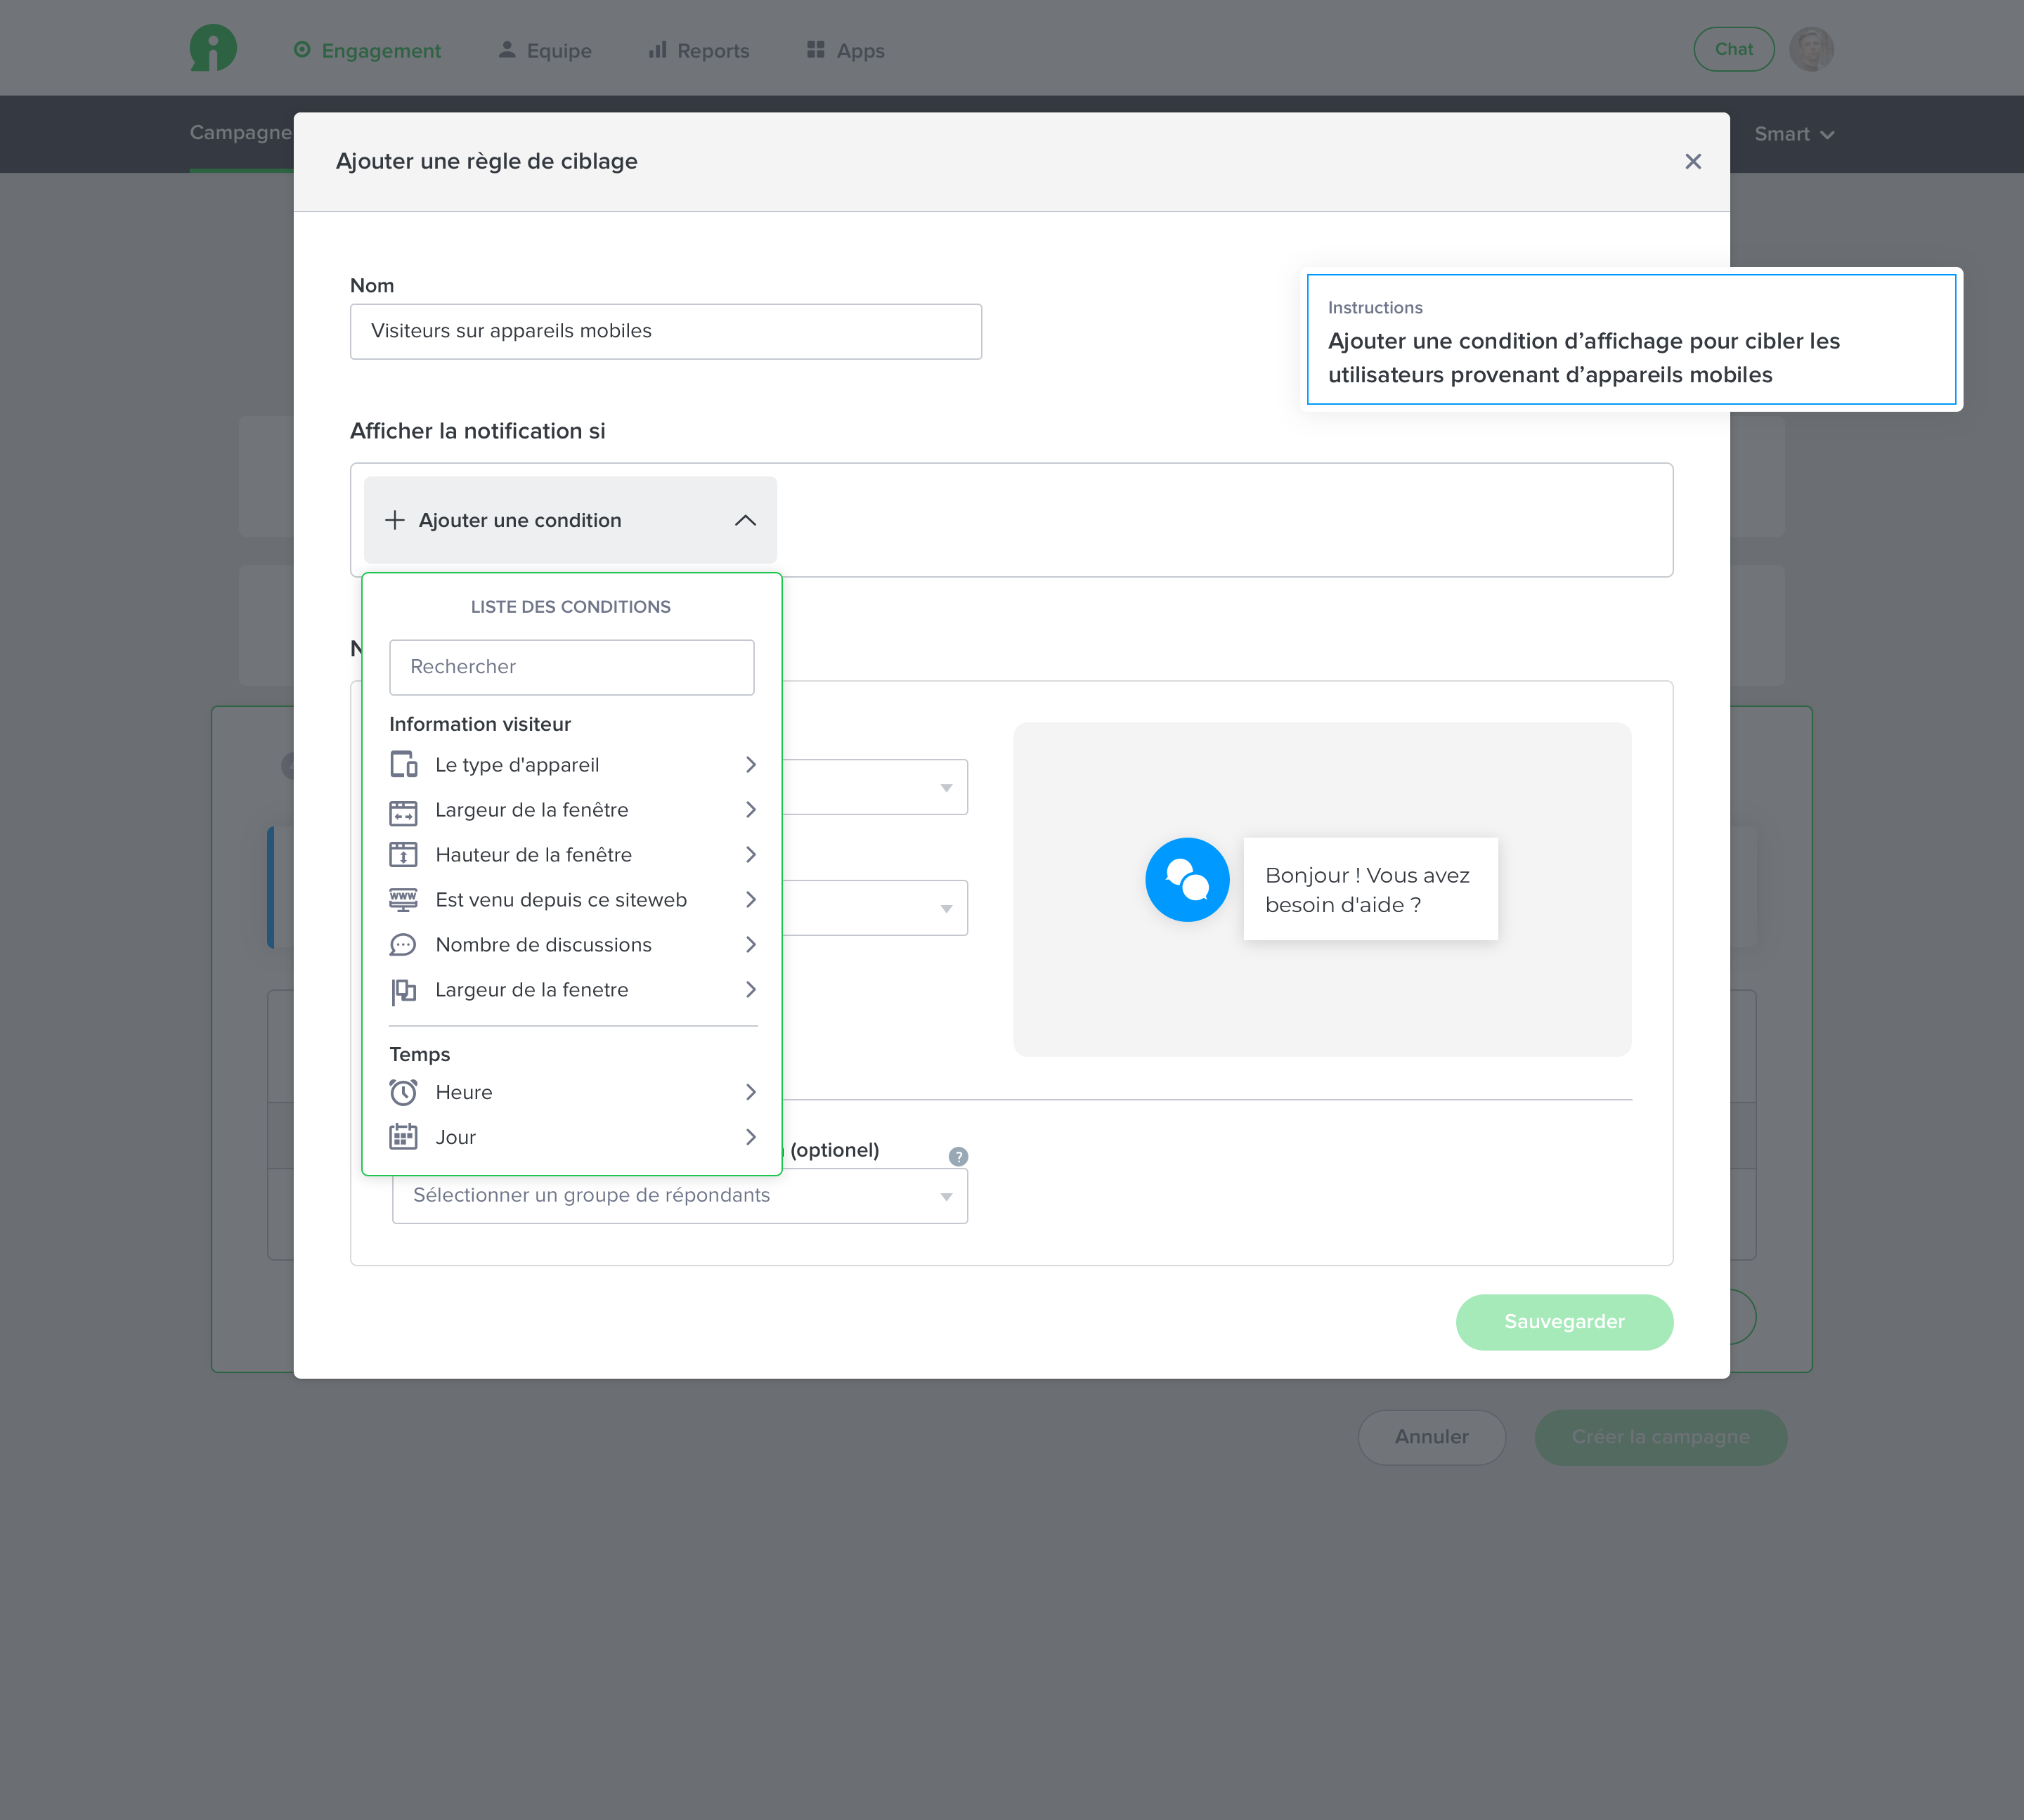 Engagement
Equipe
Reports
Apps
Chat
Campagne
Smart
Ajouter une règle de ciblage
Nom
Visiteurs sur appareils mobiles
Instructions
Ajouter une condition d’affichage pour cibler les
utilisateurs provenant d’appareils mobiles
Afficher la notification si
Ajouter une condition
LISTE DES CONDITIONS
Rechercher
Information visiteur
Le type d'appareil
Largeur de la fenêtre
Hauteur de la fenêtre
www
Est venu depuis ce siteweb
Nombre de discussions
Largeur de la fenetre
Temps
Heure
Jour
Bonjour ! Vous avez
besoin d'aide ?
(optionel)
?
Sélectionner un groupe de répondants
Sauvegarder
Annuler
Créer la campagne